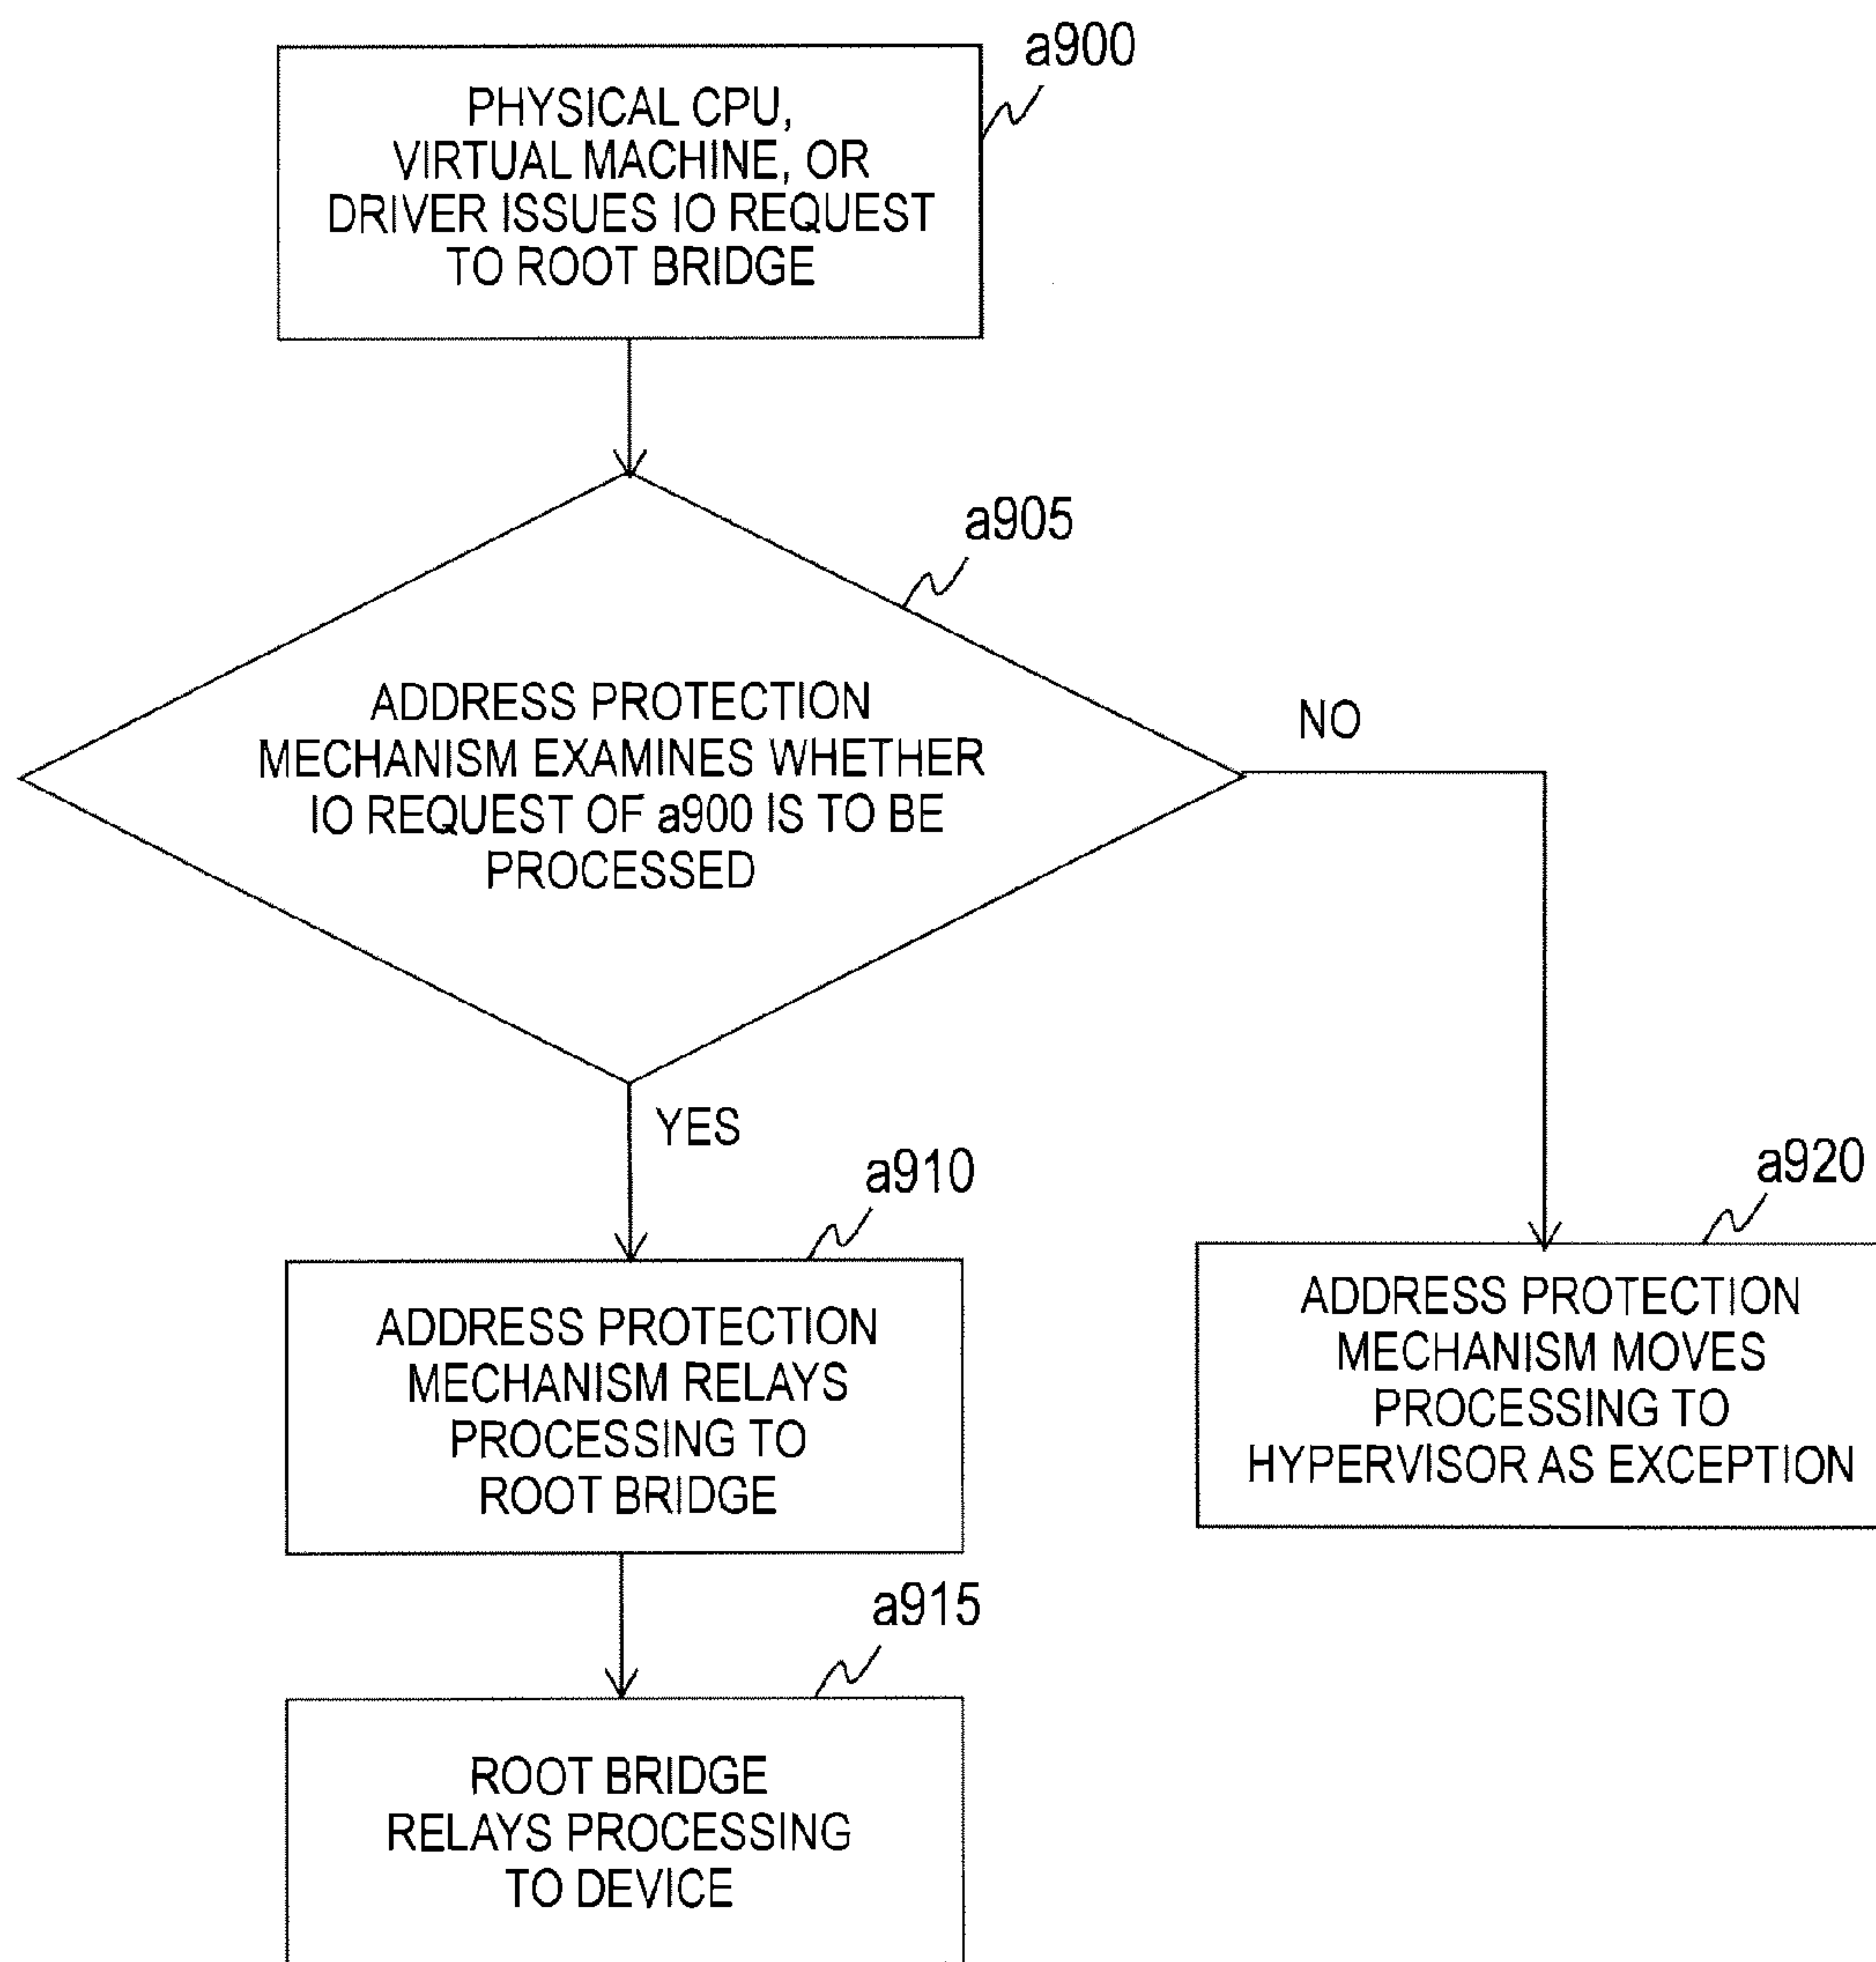 a900
PHYSICAL CPU,
VIRTUAL MACHINE, OR
DRIVER ISSUES IO REQUEST
TO ROOT BRIDGE
a905
ADDRESS PROTECTION
MECHANISM EXAMINES WHETHER
IO REQUEST OF a900 IS TO BE
PROCESSED
NO
YES
a910
ADDRESS PROTECTION
MECHANISM RELAYS
PROCESSING TO
ROOT BRIDGE
a920
ADDRESS PROTECTION
MECHANISM MOVES
PROCESSING TO
HYPERVISOR AS EXCEPTION
a915
ROOT BRIDGE
RELAYS PROCESSING
TO DEVICE